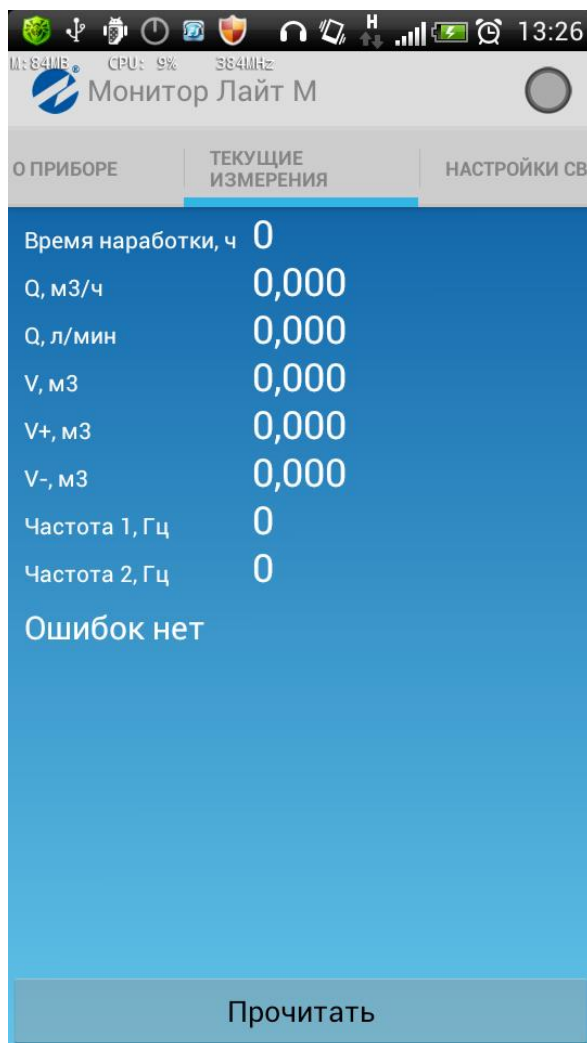 H 13:26
M:84MB CPU: 9% 384MHz
Монитор Лайт М
О ПРИБОРЕ
ТЕКУЩИЕ
ИЗМЕРЕНИЯ
НАСТРОЙКИ СВ
Время наработки, ч 0
Q, м3/ч 0,000
Q, л/мин 0,000
V, м3 0,000
V+, м3 0,000
V-, м3 0,000
Частота 1, Гц 0
Частота 2, Гц 0
Ошибок нет
Прочитать